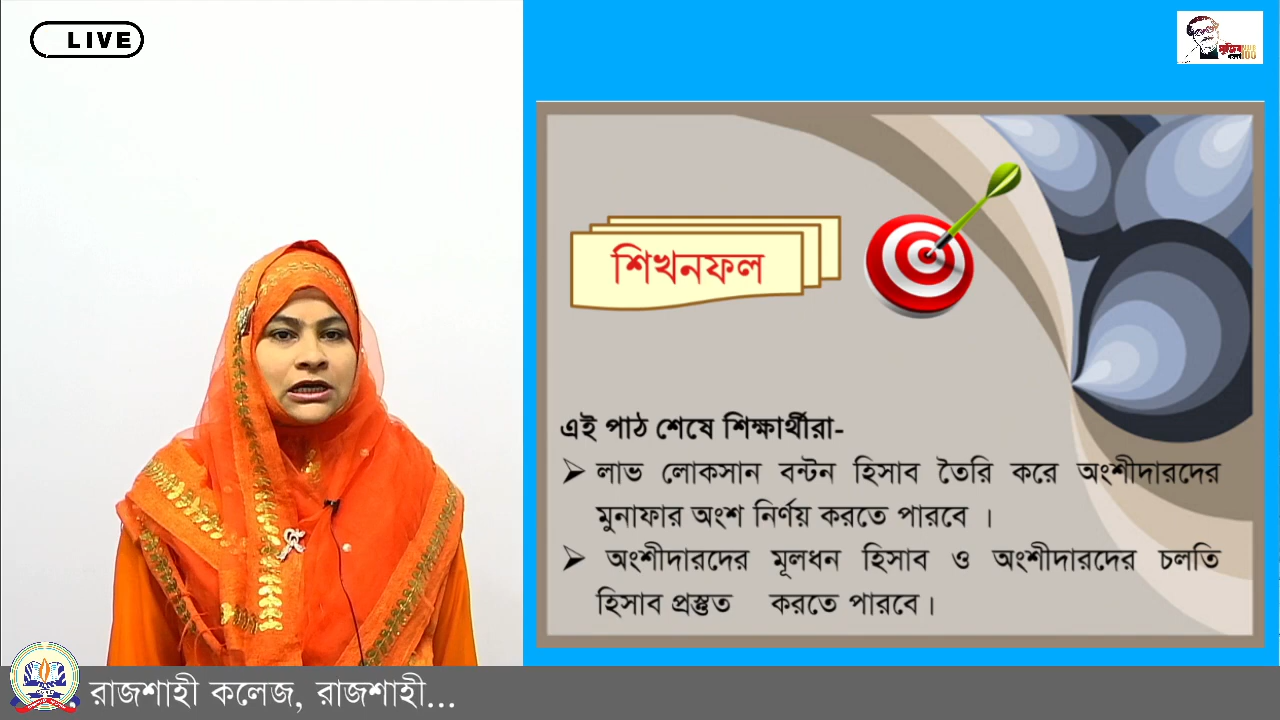 LIVE
শিখনফল
এই পাঠ শেষে শিক্ষার্থীরা-
➢ লাভ লোকসান বন্টন হিসাব তৈরি করে অংশীদারদের
মুনাফার অংশ নির্ণয় করতে পারবে ।
➢ অংশীদারদের মূলধন হিসাব ও অংশীদারদের চলতি
হিসাব প্রস্তুত করতে পারবে।
রাজশাহী কলেজ, রাজশাহী...